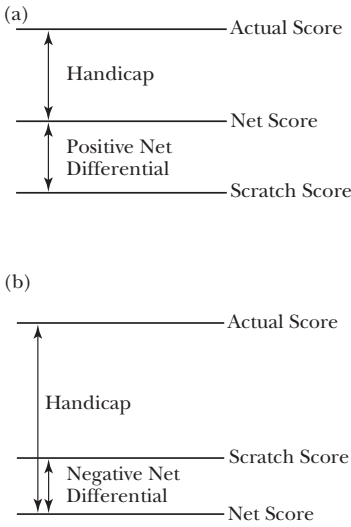 (a)
Actual Score
Handicap
Net Score
Positive Net
Differential
Scratch Score
(b)
Actual Score
Handicap
Scratch Score
Negative Net
Differential
Net Score